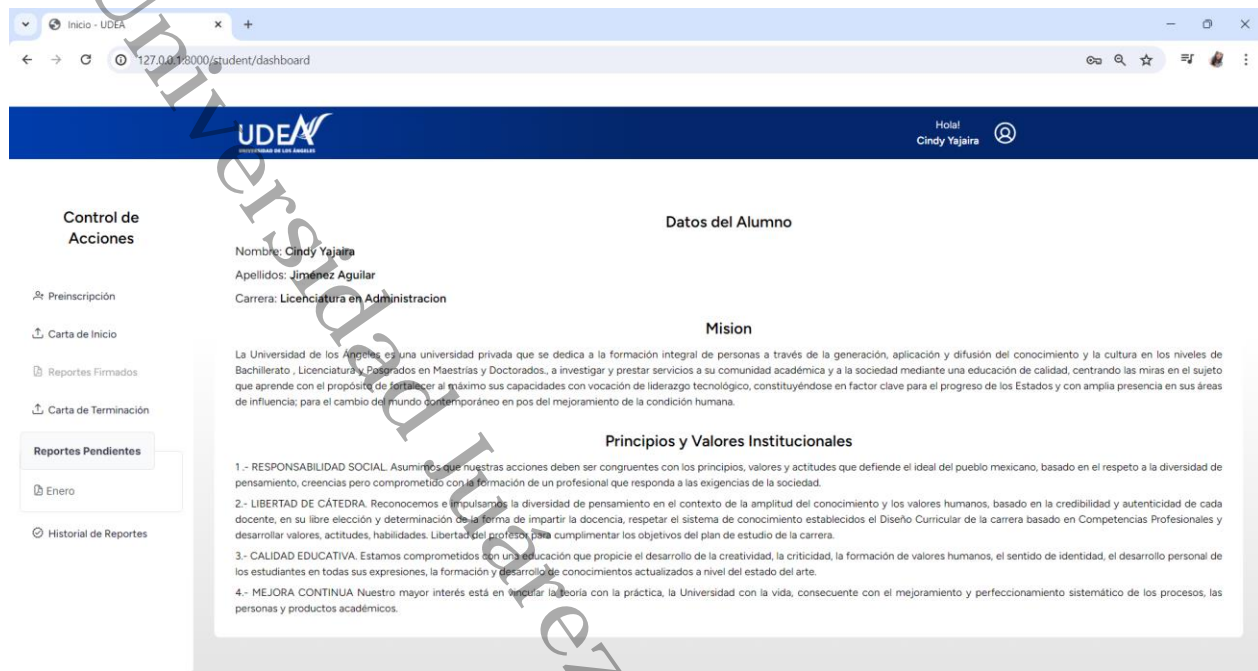 Inicio - UDEA
127.0.0.1:8000/student/dashboard
UDEA
UNIVERSIDAD DE LOS ÁNGELES
Hola!
Cindy Yajaira
Control de
Acciones
Preinscripción
Carta de Inicio
Reportes Firmados
Carta de Terminación
Reportes Pendientes
Enero
Historial de Reportes
Datos del Alumno
Nombre: Cindy Yajaira
Apellidos: Jiménez Aguilar
Carrera: Licenciatura en Administracion
Mision
La Universidad de los Ángeles es una universidad privada que se dedica a la formación integral de personas a través de la generación, aplicación y difusión del conocimiento y la cultura en los niveles de
Bachillerato , Licenciatura y Posgrados en Maestrías y Doctorados., a investigar y prestar servicios a su comunidad académica y a la sociedad mediante una educación de calidad, centrando las miras en el sujeto
que aprende con el propósito de fortalecer al máximo sus capacidades con vocación de liderazgo tecnológico, constituyéndose en factor clave para el progreso de los Estados y con amplia presencia en sus áreas
de influencia; para el cambio del mundo contemporáneo en pos del mejoramiento de la condición humana.
Principios y Valores Institucionales
1 .- RESPONSABILIDAD SOCIAL. Asumimos que nuestras acciones deben ser congruentes con los principios, valores y actitudes que defiende el ideal del pueblo mexicano, basado en el respeto a la diversidad de
pensamiento, creencias pero comprometido con la formación de un profesional que responda a las exigencias de la sociedad.
2.- LIBERTAD DE CÁTEDRA. Reconocemos e impulsamos la diversidad de pensamiento en el contexto de la amplitud del conocimiento y los valores humanos, basado en la credibilidad y autenticidad de cada
docente, en su libre elección y determinación de la forma de impartir la docencia, respetar el sistema de conocimiento establecidos el Diseño Curricular de la carrera basado en Competencias Profesionales y
desarrollar valores, actitudes, habilidades. Libertad del profesor para cumplimentar los objetivos del plan de estudio de la carrera.
3.- CALIDAD EDUCATIVA. Estamos comprometidos con una educación que propicie el desarrollo de la creatividad, la criticidad, la formación de valores humanos, el sentido de identidad, el desarrollo personal de
los estudiantes en todas sus expresiones, la formación y desarrollo de conocimientos actualizados a nivel del estado del arte.
4.- MEJORA CONTINUA Nuestro mayor interés está en vincular la teoría con la práctica, la Universidad con la vida, consecuente con el mejoramiento y perfeccionamiento sistemático de los procesos, las
personas y productos académicos.
Universidad Juárez